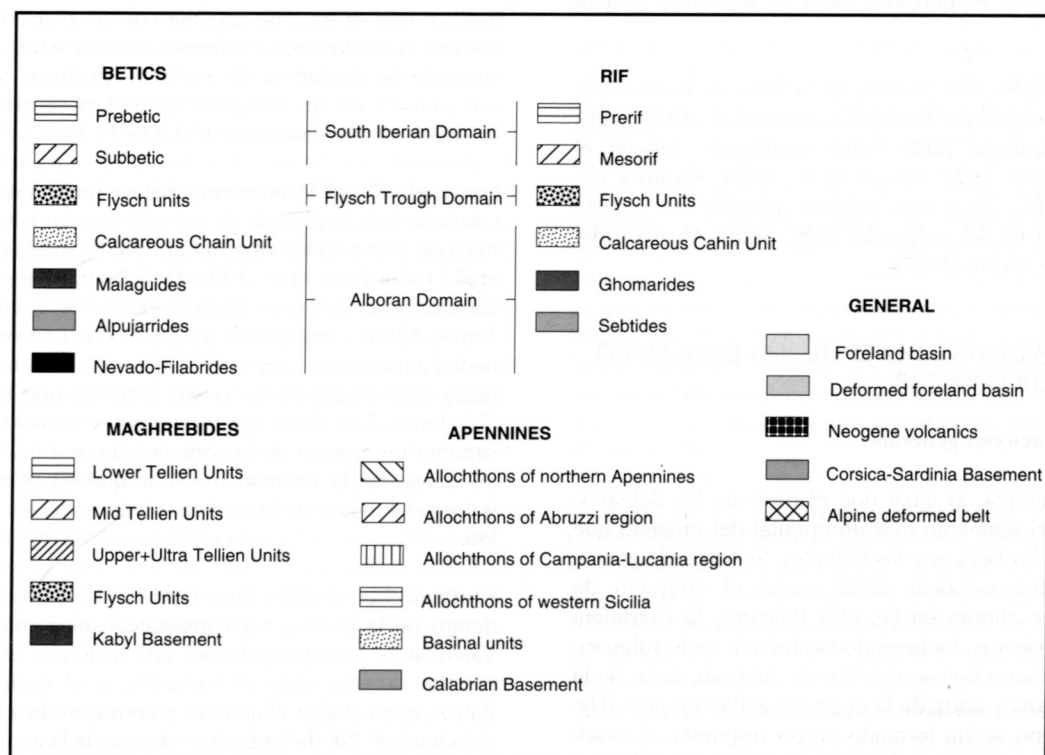 BETICS
Prebetic
Subbetic
Flysch units
Calcareous Chain Unit
Malaguides
Alpujarrides
Nevado-Filabrides
South Iberian Domain
Flysch Trough Domain
Alboran Domain
RIF
Prerif
Mesorif
Flysch Units
Calcareous Cahin Unit
Ghomarides
Sebtides
GENERAL
Foreland basin
Deformed foreland basin
Neogene volcanics
Corsica-Sardinia Basement
Alpine deformed belt
MAGHREBIDES
Lower Tellien Units
Mid Tellien Units
Upper+Ultra Tellien Units
Flysch Units
Kabyl Basement
APENNINES
Allochthons of northern Apennines
Allochthons of Abruzzi region
Allochthons of Campania-Lucania region
Allochthons of western Sicilia
Basinal units
Calabrian Basement